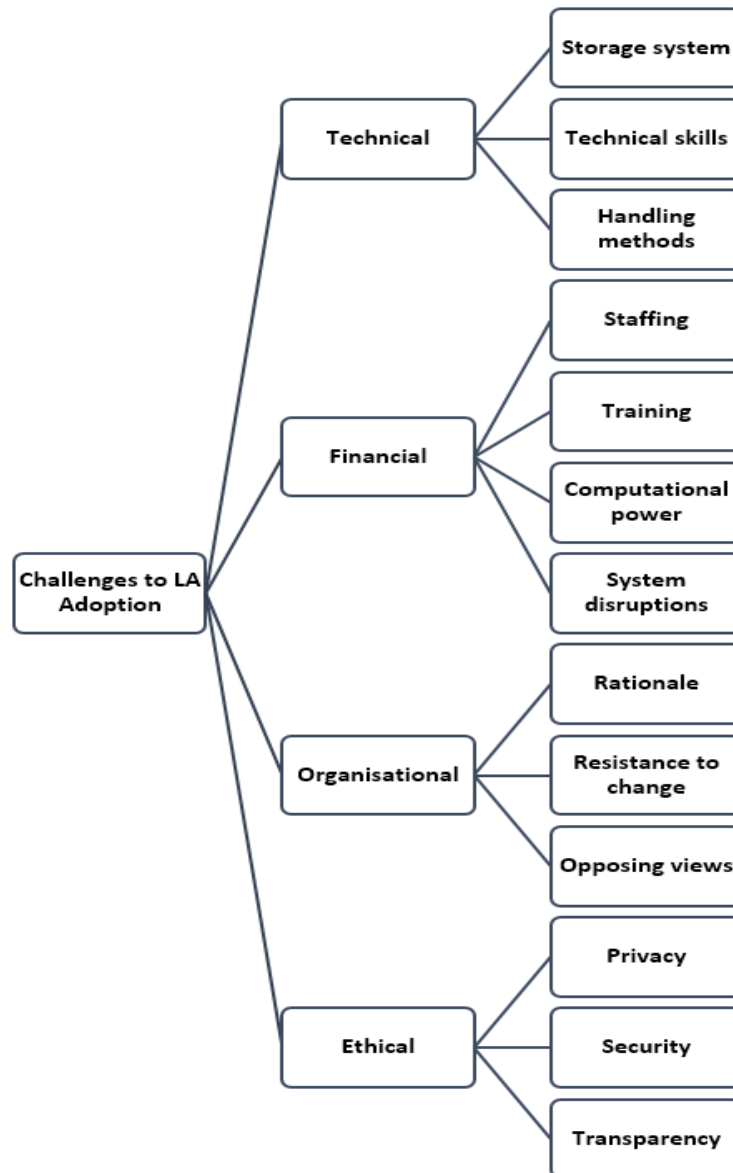 Storage system
Technical
Technical skills
Handling
methods
Staffing
Financial
Training
Computational
power
System
disruptions
Challenges to LA
Adoption
Rationale
Organisational
Resistance to
change
Opposing views
Privacy
Ethical
Security
Transparency